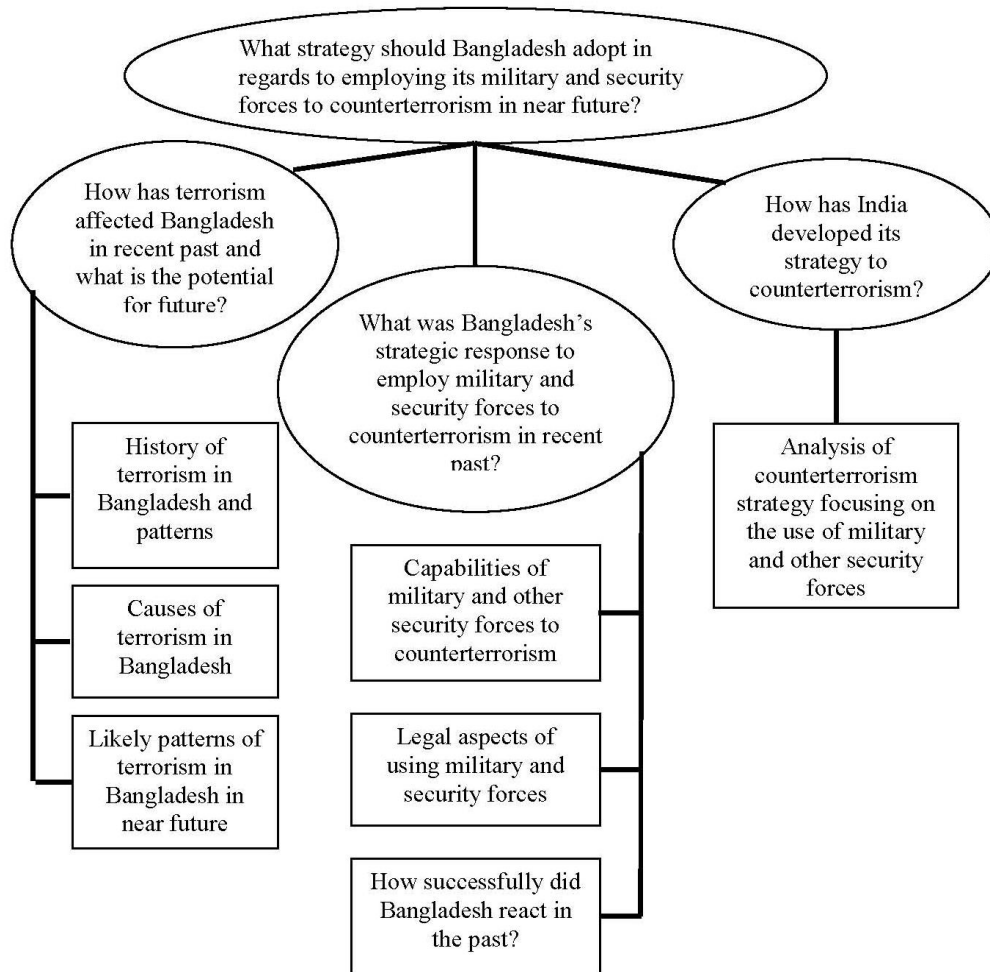 What strategy should Bangladesh adopt in
regards to employing its military and security
forces to counterterrorism in near future?
How has terrorism
affected Bangladesh
in recent past and
what is the potential
for future?
History of
terrorism in
Bangladesh and
patterns
Causes of
terrorism in
Bangladesh
Likely patterns of
terrorism in
Bangladesh in
near future
What was Bangladesh’s
strategic response to
employ military and
security forces to
counterterrorism in recent
past?
Capabilities of
military and other
security forces to
counterterrorism
Legal aspects of
using military and
security forces
How successfully did
Bangladesh react in
the past?
How has India
developed its
strategy to
counterterrorism?
Analysis of
counterterrorism
strategy focusing on
the use of military
and other security
forces